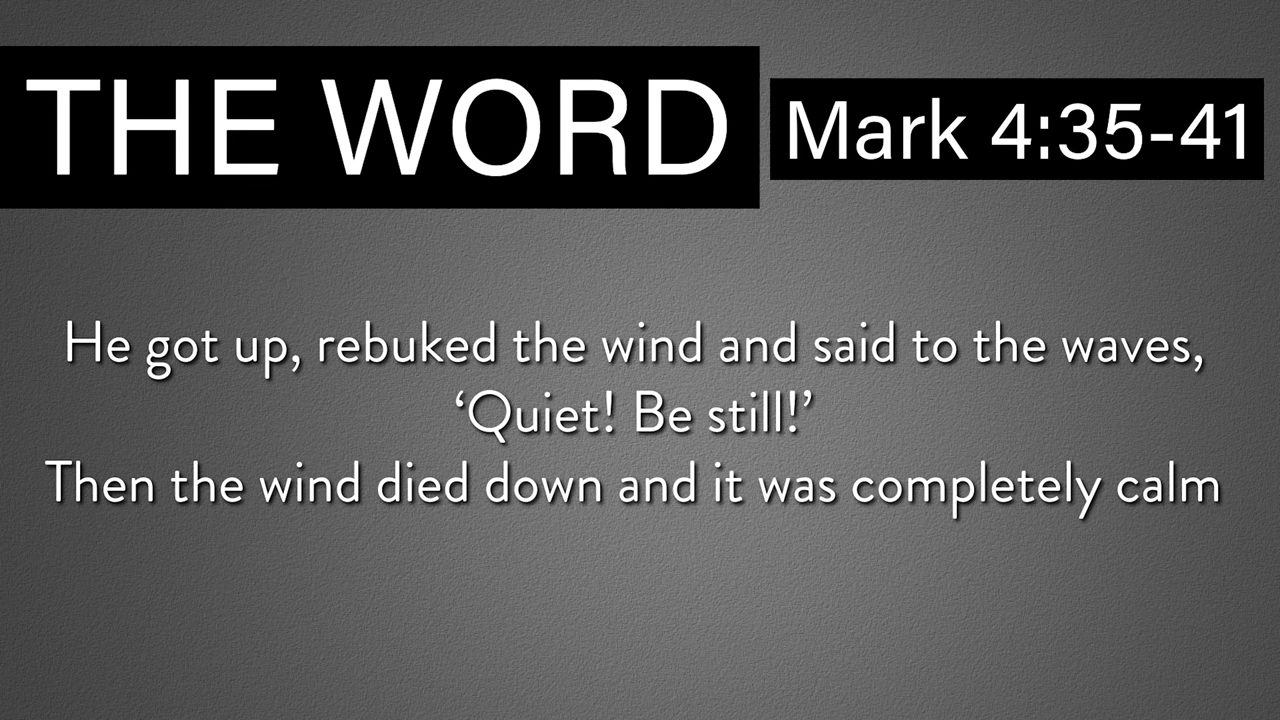 THE WORD
Mark 4:35-41
He got up, rebuked the wind and said to the waves,
‘Quiet! Be still!’
Then the wind died down and it was completely calm